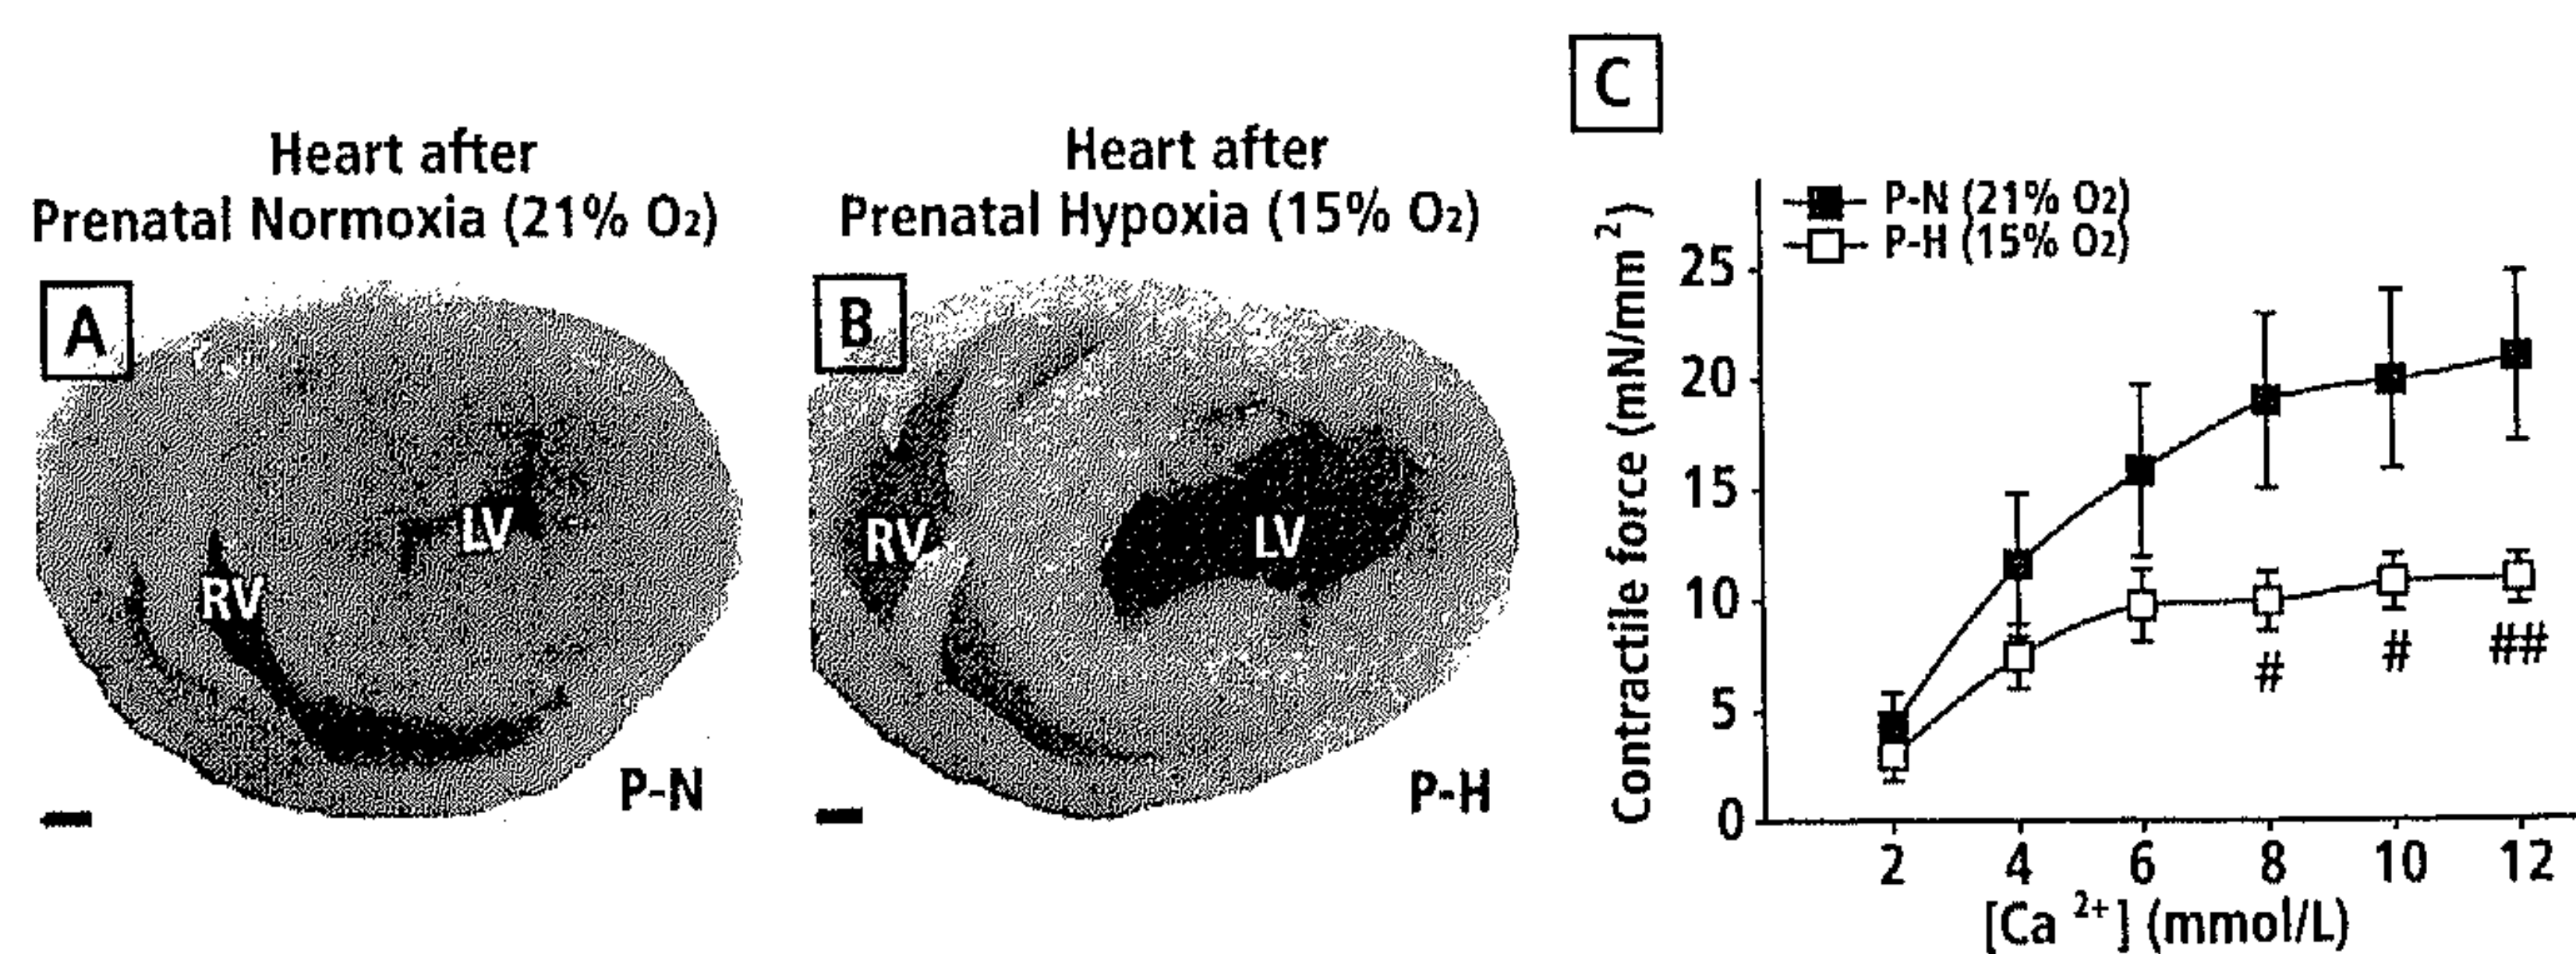 Heart after
Prenatal Normoxia (21% O₂)
A
LV
RV
P-N
Heart after
Prenatal Hypoxia (15% O₂)
B
RV
LV
P-H
C
P-N (21% O₂)
P-H (15% O₂)
Contractile force (mN/mm²)
25
20
15
10
5
0
#
#
##
2 4 6 8 10 12
[Ca ²⁺] (mmol/L)